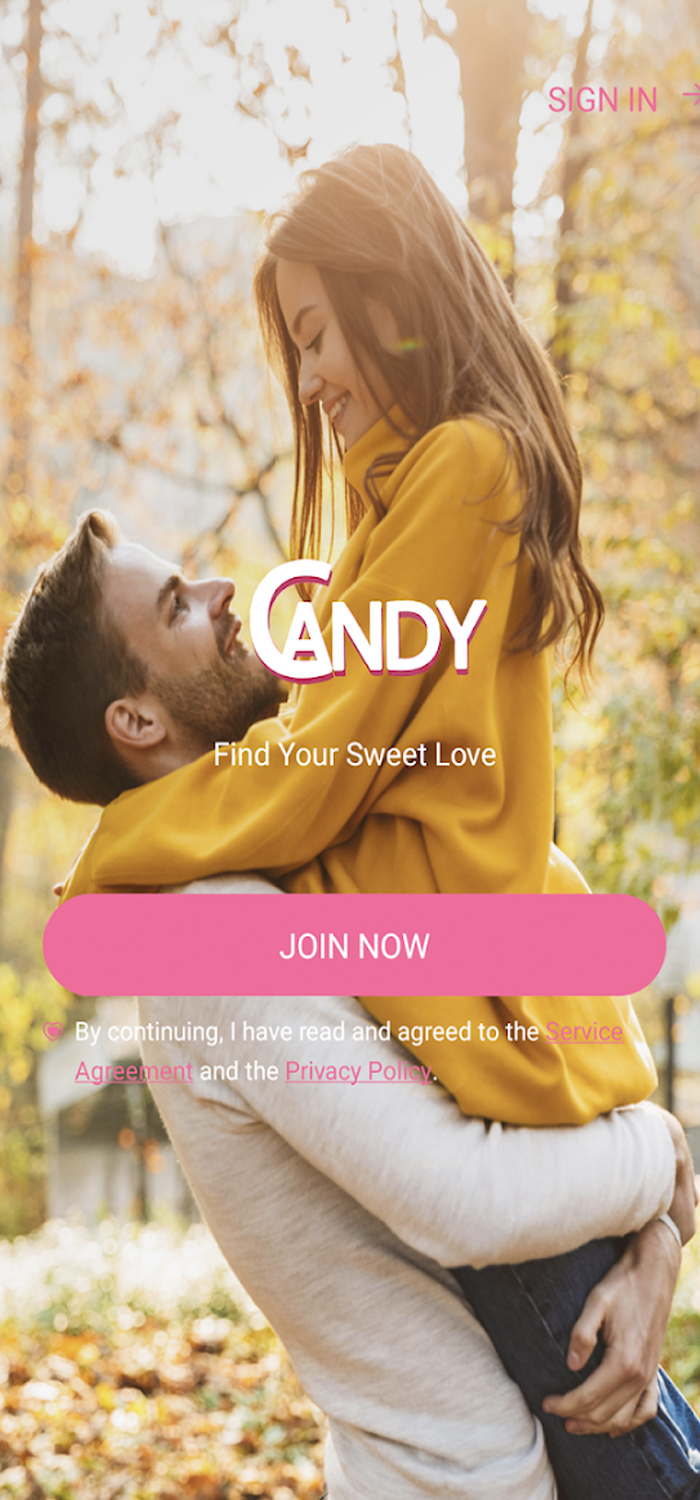 SIGN IN
CANDY
Find Your Sweet Love
JOIN NOW
By continuing, I have read and agreed to the Service
Agreement and the Privacy Policy.